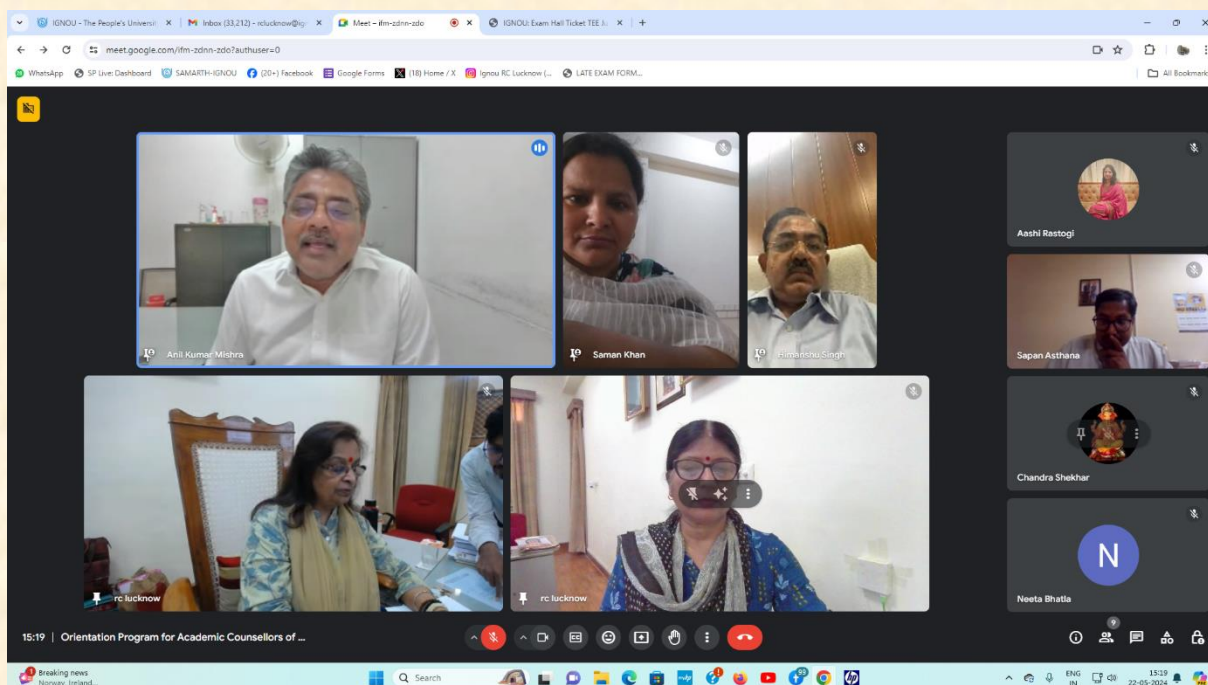 IGNOU - The People's Universit
Inbox (33,212) - rclucknow@ig
Meet – ifm-zdnn-zdo
IGNOU: Exam Hall Ticket TEE Ju
meet.google.com/ifm-zdnn-zdo?authuser=0
WhatsApp
SP Live: Dashboard
SAMARTH-IGNOU
(20+) Facebook
Google Forms
(18) Home / X
Ignou RC Lucknow (...
LATE EXAM FORM...
All Bookmark
Anil Kumar Mishra
Saman Khan
Himanshu Singh
Aashi Rastogi
Sapan Asthana
rc lucknow
rc lucknow
Chandra Shekhar
N
Neeta Bhatla
15:19 | Orientation Program for Academic Counsellors of ...
9
Breaking news
Norway, Ireland...
Search
99
ENG
IN
15:19
22-05-2024